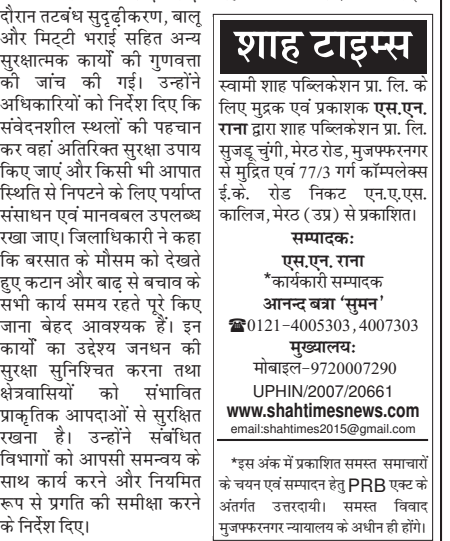 दौरान तटबंध सुदृढ़ीकरण, बालू
और मिट्टी भराई सहित अन्य
सुरक्षात्मक कार्यों की गुणवत्ता
की जांच की गई। उन्होंने
अधिकारियों को निर्देश दिए कि
संवेदनशील स्थलों की पहचान
कर वहां अतिरिक्त सुरक्षा उपाय
किए जाएं और किसी भी आपात
स्थिति से निपटने के लिए पर्याप्त
संसाधन एवं मानवबल उपलब्ध
रखा जाए। जिलाधिकारी ने कहा
कि बरसात के मौसम को देखते
हुए कटान और बाढ़ से बचाव के
सभी कार्य समय रहते पूरे किए
जाना बेहद आवश्यक हैं। इन
कार्यों का उद्देश्य जनधन की
सुरक्षा सुनिश्चित करना तथा
क्षेत्रवासियों को संभावित
प्राकृतिक आपदाओं से सुरक्षित
रखना है। उन्होंने संबंधित
विभागों को आपसी समन्वय के
साथ कार्य करने और नियमित
रूप से प्रगति की समीक्षा करने
के निर्देश दिए।
शाह टाइम्स
स्वामी शाह पब्लिकेशन प्रा. लि. के
लिए मुद्रक एवं प्रकाशक एस.एन.
राना द्वारा शाह पब्लिकेशन प्रा. लि.
सुजडू चुंगी, मेरठ रोड, मुजफ्फरनगर
से मुद्रित एवं 77/3 गर्ग कॉम्पलेक्स
ई.के. रोड निकट एन.ए.एस.
कालिज, मेरठ (उप्र) से प्रकाशित।
सम्पादकः
एस.एन. राना
*कार्यकारी सम्पादक
आनन्द बत्रा ‘सुमन’
☎0121-4005303, 4007303
मुख्यालयः
मोबाइल-9720007290
UPHIN/2007/20661
www.shahtimesnews.com
email:shahtimes2015@gmail.com
*इस अंक में प्रकाशित समस्त समाचारों
के चयन एवं सम्पादन हेतु PRB एक्ट के
अंतर्गत उत्तरदायी। समस्त विवाद
मुजफ्फरनगर न्यायालय के अधीन ही होंगे।